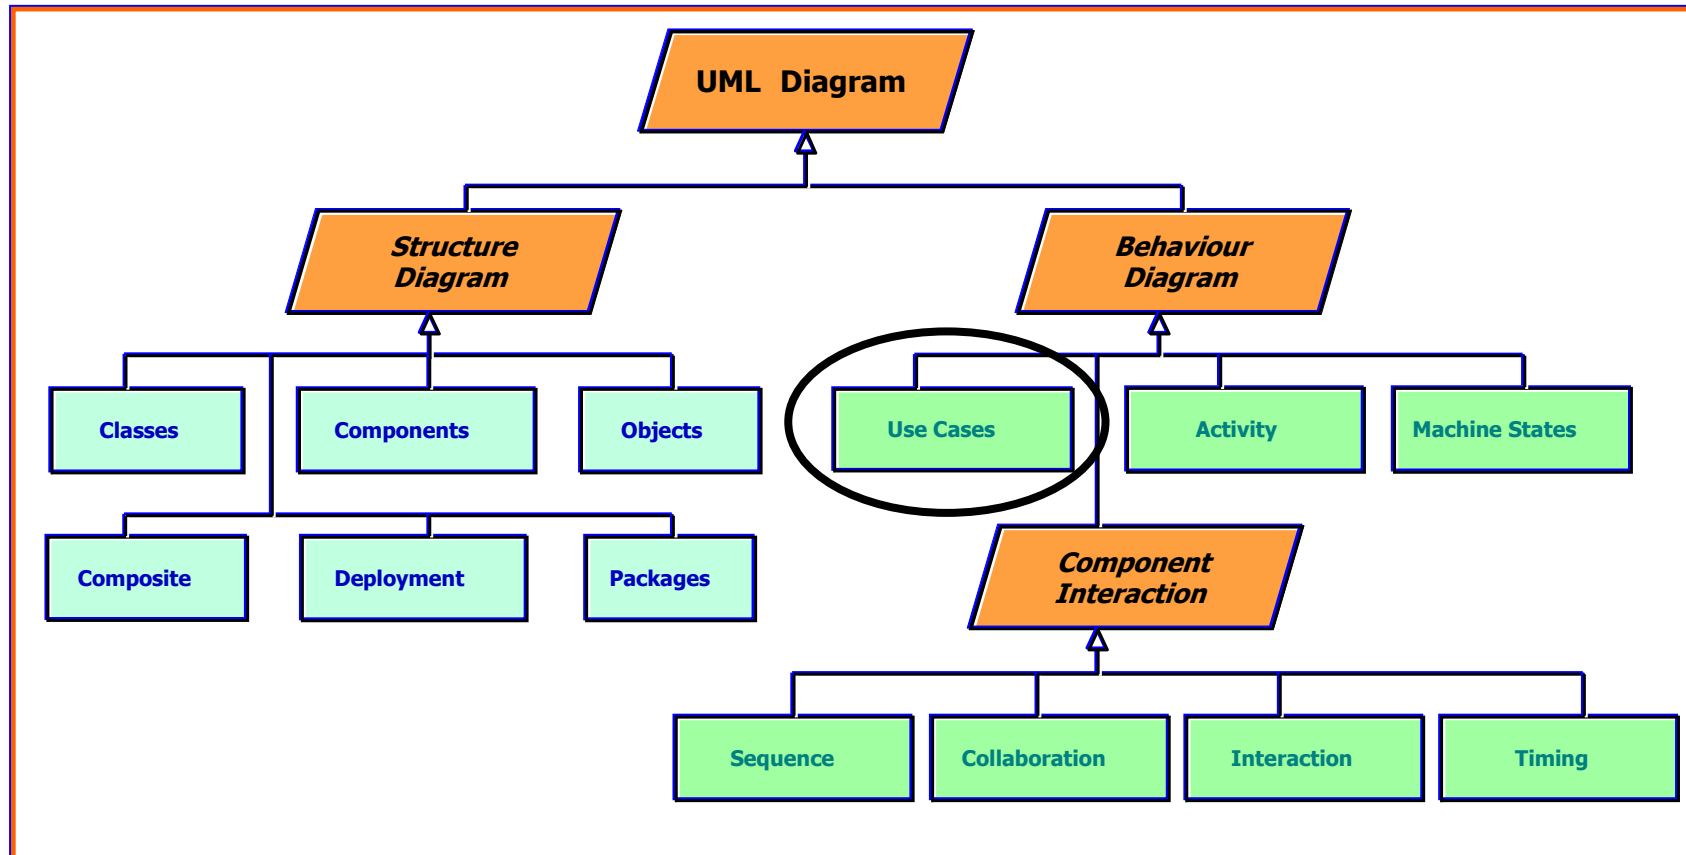 UML Diagram
Structure
Diagram
Behaviour
Diagram
Classes
Components
Objects
Use Cases
Activity
Machine States
Composite
Deployment
Packages
Component
Interaction
Sequence
Collaboration
Interaction
Timing